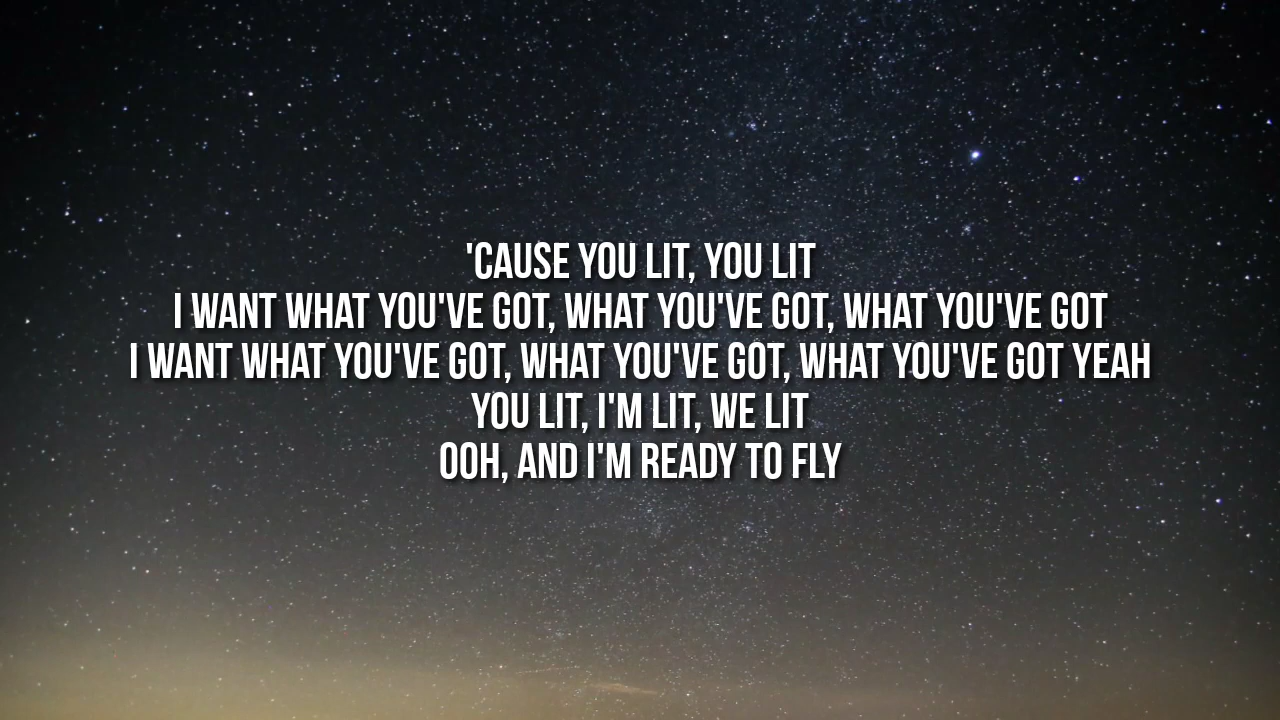 'CAUSE YOU LIT, YOU LIT
I WANT WHAT YOU'VE GOT, WHAT YOU'VE GOT, WHAT YOU'VE GOT
I WANT WHAT YOU'VE GOT, WHAT YOU'VE GOT, WHAT YOU'VE GOT YEAH
YOU LIT, I'M LIT, WE LIT
OOH, AND I'M READY TO FLY